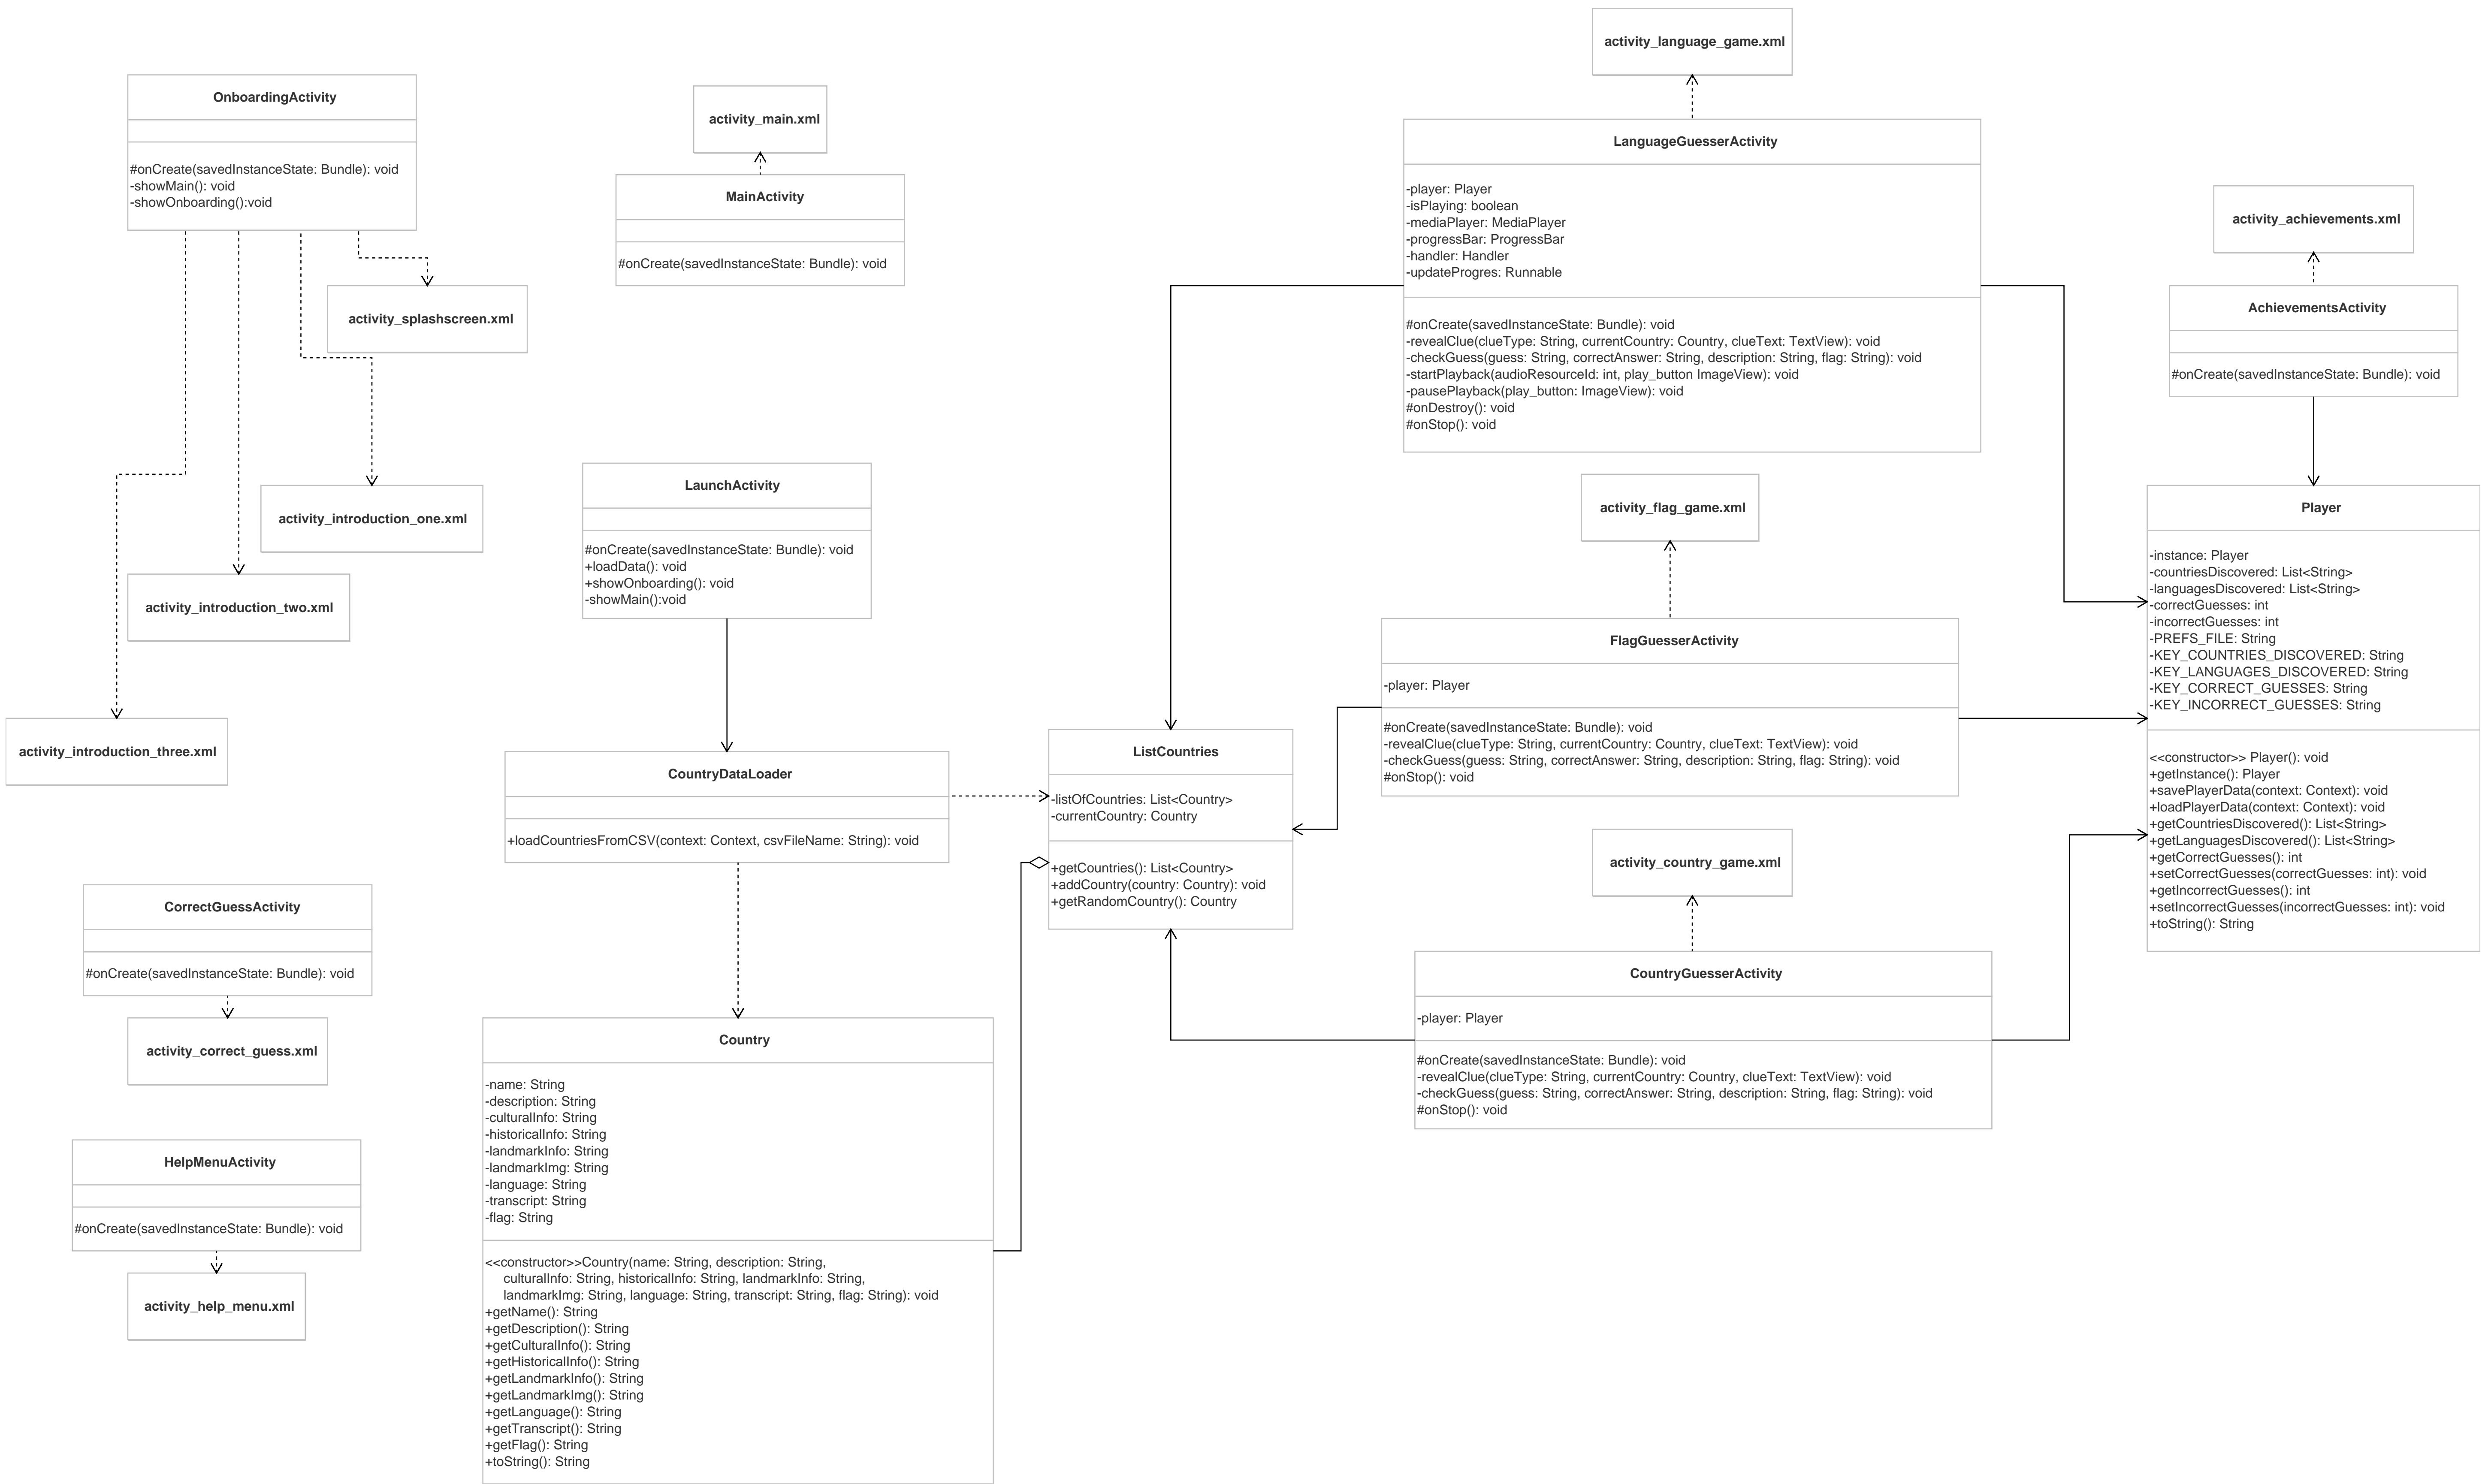 activity_language_game.xml
OnboardingActivity
#onCreate(savedInstanceState: Bundle): void
-showMain(): void
-showOnboarding():void
activity_main.xml
MainActivity
#onCreate(savedInstanceState: Bundle): void
LanguageGuesserActivity
-player: Player
-isPlaying: boolean
-mediaPlayer: MediaPlayer
-progressBar: ProgressBar
-handler: Handler
-updateProgres: Runnable
#onCreate(savedInstanceState: Bundle): void
-revealClue(clueType: String, currentCountry: Country, clueText: TextView): void
-checkGuess(guess: String, correctAnswer: String, description: String, flag: String): void
-startPlayback(audioResourceId: int, play_button ImageView): void
-pausePlayback(play_button: ImageView): void
#onDestroy(): void
#onStop(): void
activity_achievements.xml
AchievementsActivity
#onCreate(savedInstanceState: Bundle): void
activity_splashscreen.xml
activity_introduction_one.xml
activity_introduction_two.xml
activity_introduction_three.xml
LaunchActivity
#onCreate(savedInstanceState: Bundle): void
+loadData(): void
+showOnboarding(): void
-showMain():void
activity_flag_game.xml
FlagGuesserActivity
-player: Player
#onCreate(savedInstanceState: Bundle): void
-revealClue(clueType: String, currentCountry: Country, clueText: TextView): void
-checkGuess(guess: String, correctAnswer: String, description: String, flag: String): void
#onStop(): void
Player
-instance: Player
-countriesDiscovered: List<String>
-languagesDiscovered: List<String>
-correctGuesses: int
-incorrectGuesses: int
-PREFS_FILE: String
-KEY_COUNTRIES_DISCOVERED: String
-KEY_LANGUAGES_DISCOVERED: String
-KEY_CORRECT_GUESSES: String
-KEY_INCORRECT_GUESSES: String
<<constructor>> Player(): void
+getInstance(): Player
+savePlayerData(context: Context): void
+loadPlayerData(context: Context): void
+getCountriesDiscovered(): List<String>
+getLanguagesDiscovered(): List<String>
+getCorrectGuesses(): int
+setCorrectGuesses(correctGuesses: int): void
+getIncorrectGuesses(): int
+setIncorrectGuesses(incorrectGuesses: int): void
+toString(): String
CountryDataLoader
+loadCountriesFromCSV(context: Context, csvFileName: String): void
ListCountries
-listOfCountries: List<Country>
-currentCountry: Country
+getCountries(): List<Country>
+addCountry(country: Country): void
+getRandomCountry(): Country
activity_country_game.xml
CountryGuesserActivity
-player: Player
#onCreate(savedInstanceState: Bundle): void
-revealClue(clueType: String, currentCountry: Country, clueText: TextView): void
-checkGuess(guess: String, correctAnswer: String, description: String, flag: String): void
#onStop(): void
CorrectGuessActivity
#onCreate(savedInstanceState: Bundle): void
activity_correct_guess.xml
HelpMenuActivity
#onCreate(savedInstanceState: Bundle): void
activity_help_menu.xml
Country
-name: String
-description: String
-culturalInfo: String
-historicalInfo: String
-landmarkInfo: String
-landmarkImg: String
-language: String
-transcript: String
-flag: String
<<constructor>>Country(name: String, description: String,
culturalInfo: String, historicalInfo: String, landmarkInfo: String,
landmarkImg: String, language: String, transcript: String, flag: String): void
+getName(): String
+getDescription(): String
+getCulturalInfo(): String
+getHistoricalInfo(): String
+getLandmarkInfo(): String
+getLandmarkImg(): String
+getLanguage(): String
+getTranscript(): String
+getFlag(): String
+toString(): String